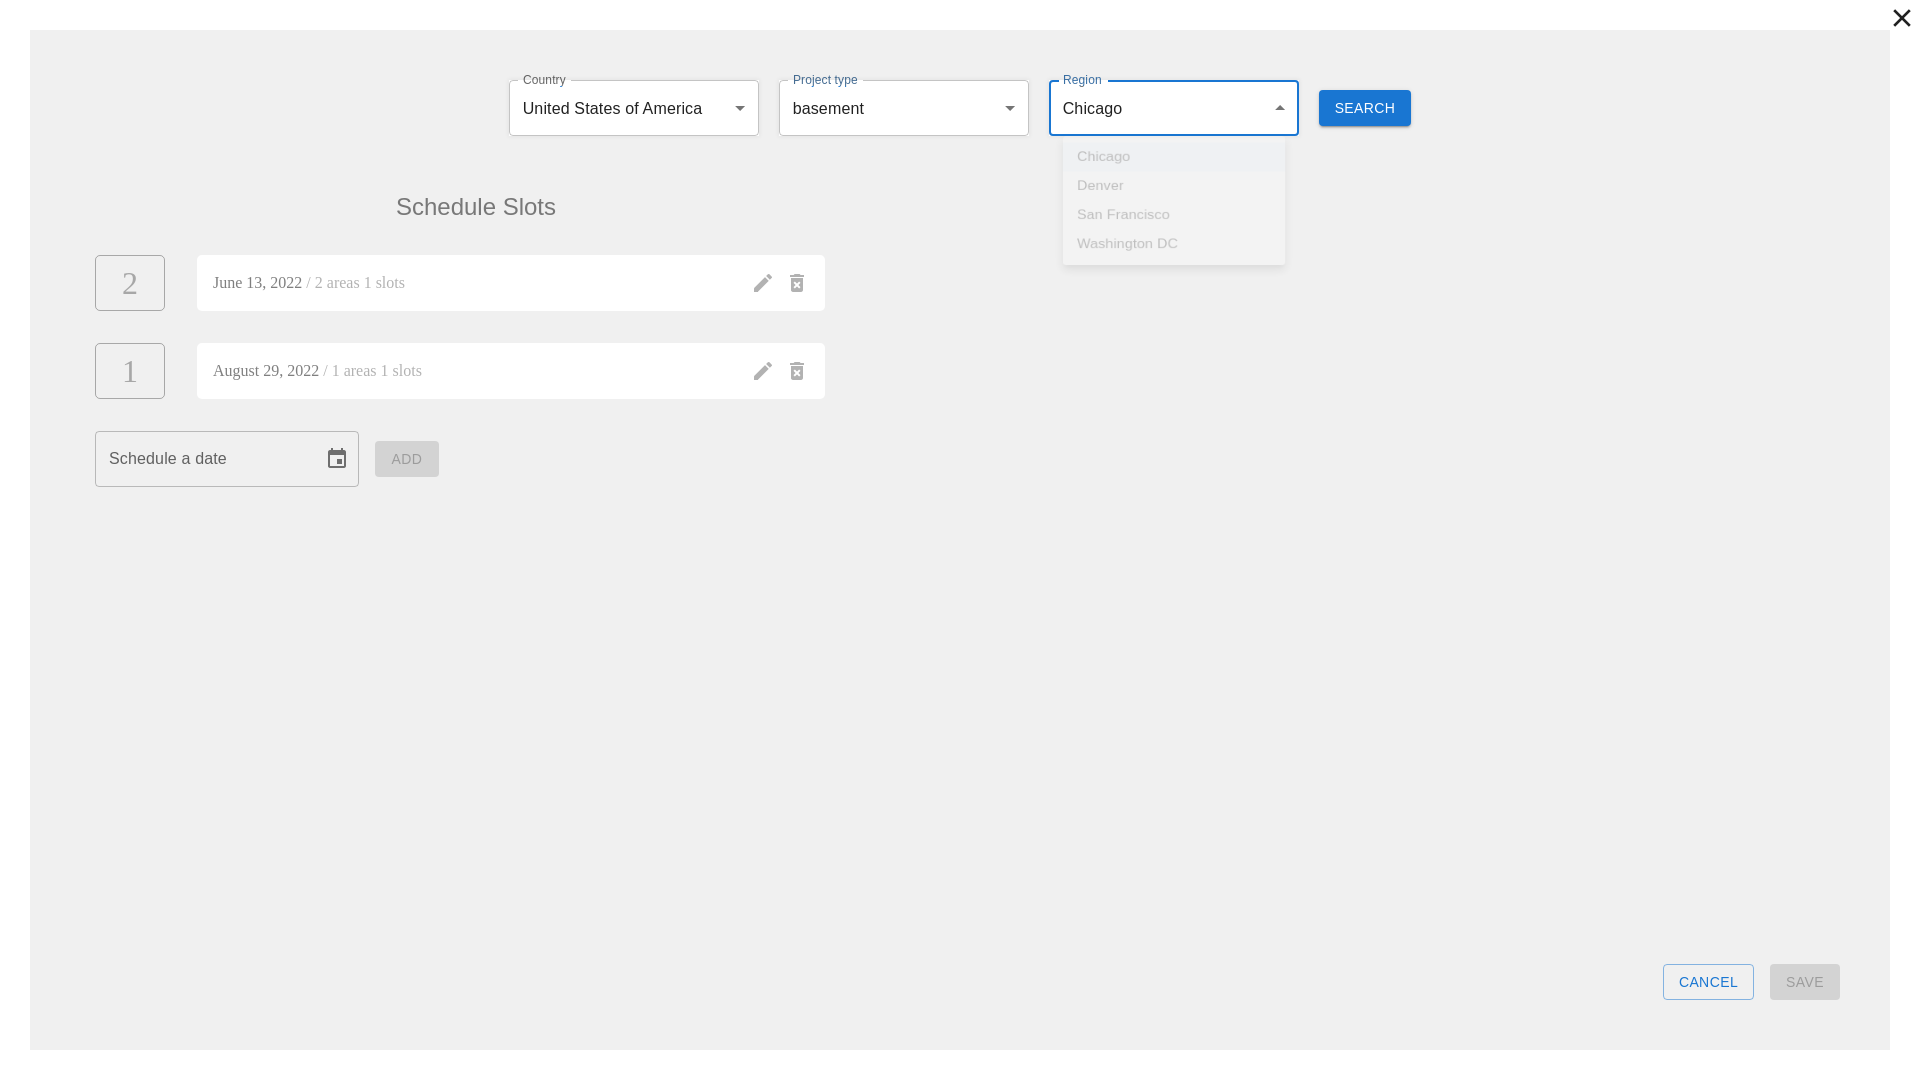 Country
United States of America
Project type
basement
Region
Chicago
SEARCH
Chicago
Denver
San Francisco
Washington DC
Schedule Slots
2
June 13, 2022 / 2 areas 1 slots
1
August 29, 2022 / 1 areas 1 slots
Schedule a date
ADD
CANCEL
SAVE